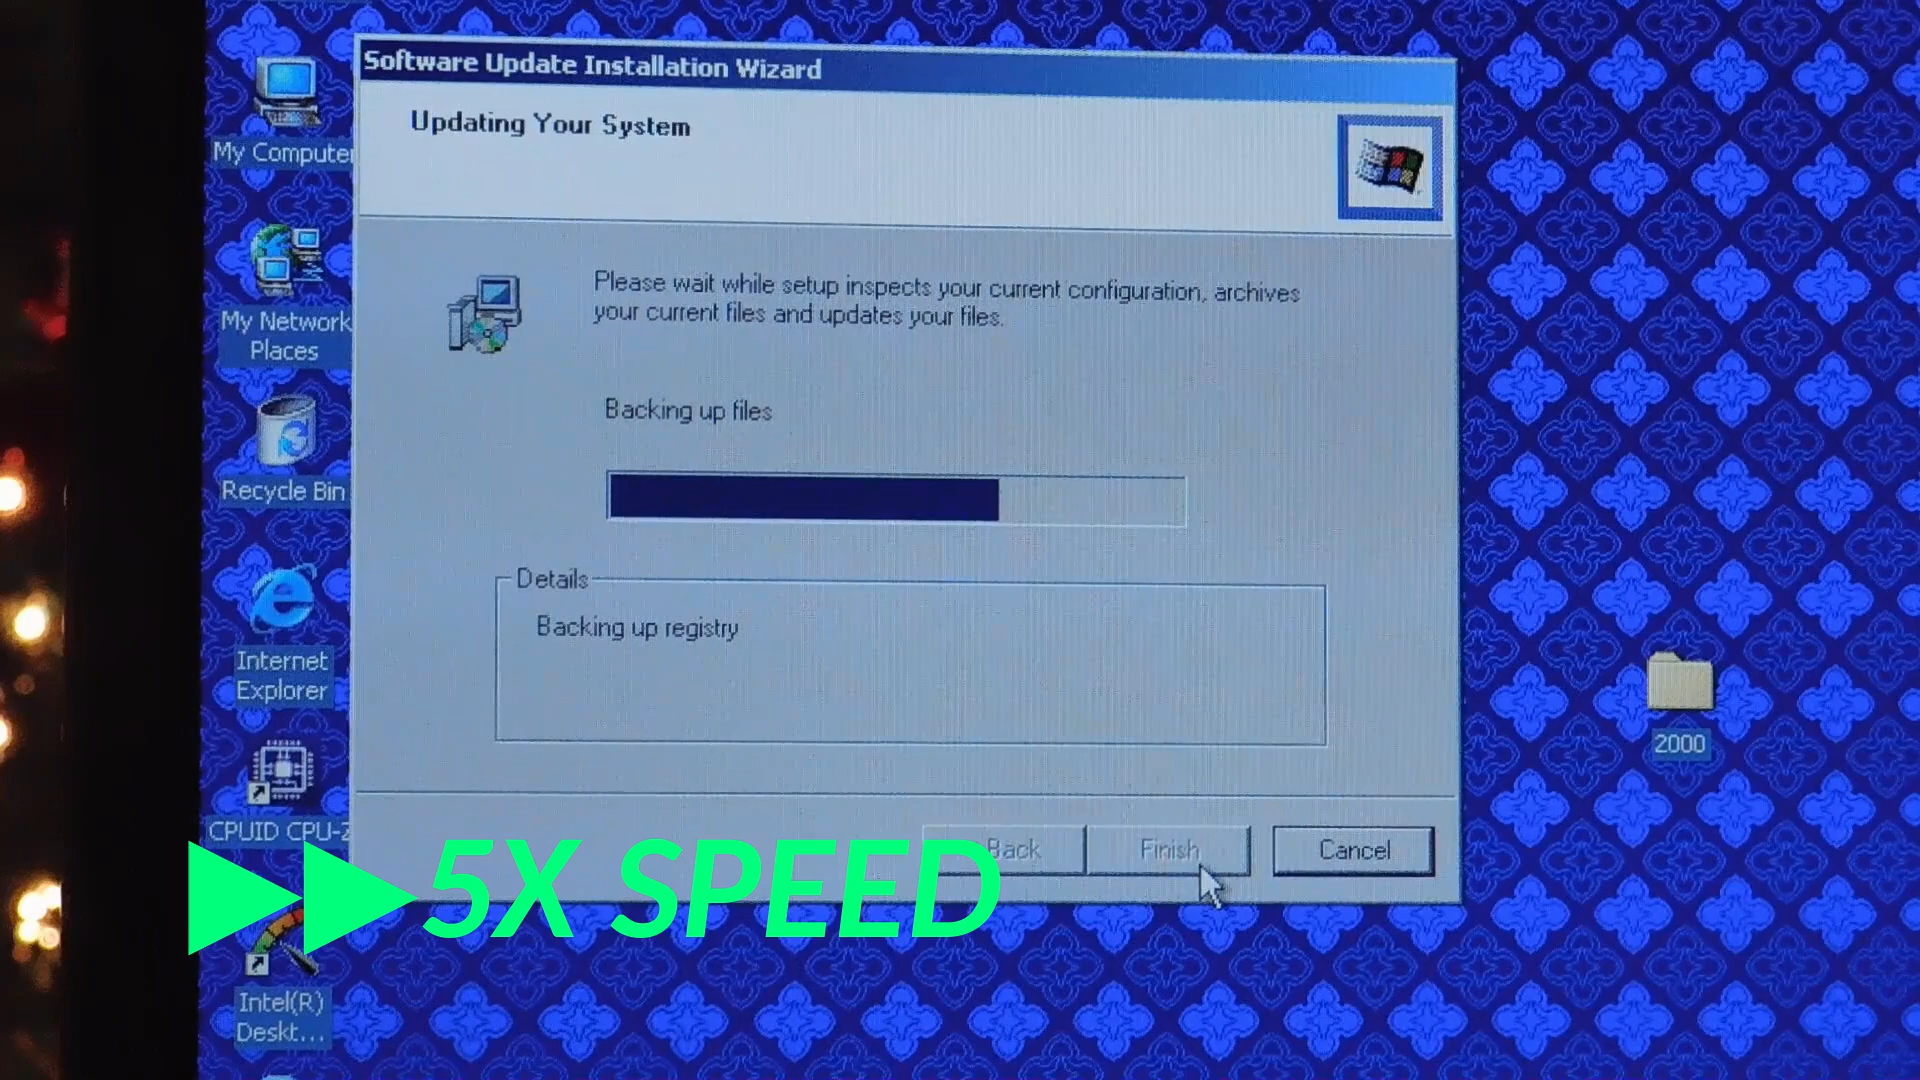 Software Update Installation Wizard
Updating Your System
My Computer
Please wait while setup inspects your current configuration, archives
your current files and updates your files.
My Network
Places
Backing up files
Recycle Bin
Details
Backing up registry
Internet
Explorer
2000
CPUID CPU-Z
Back
Finish
Cancel
5X SPEED
Intel(R)
Deskt...